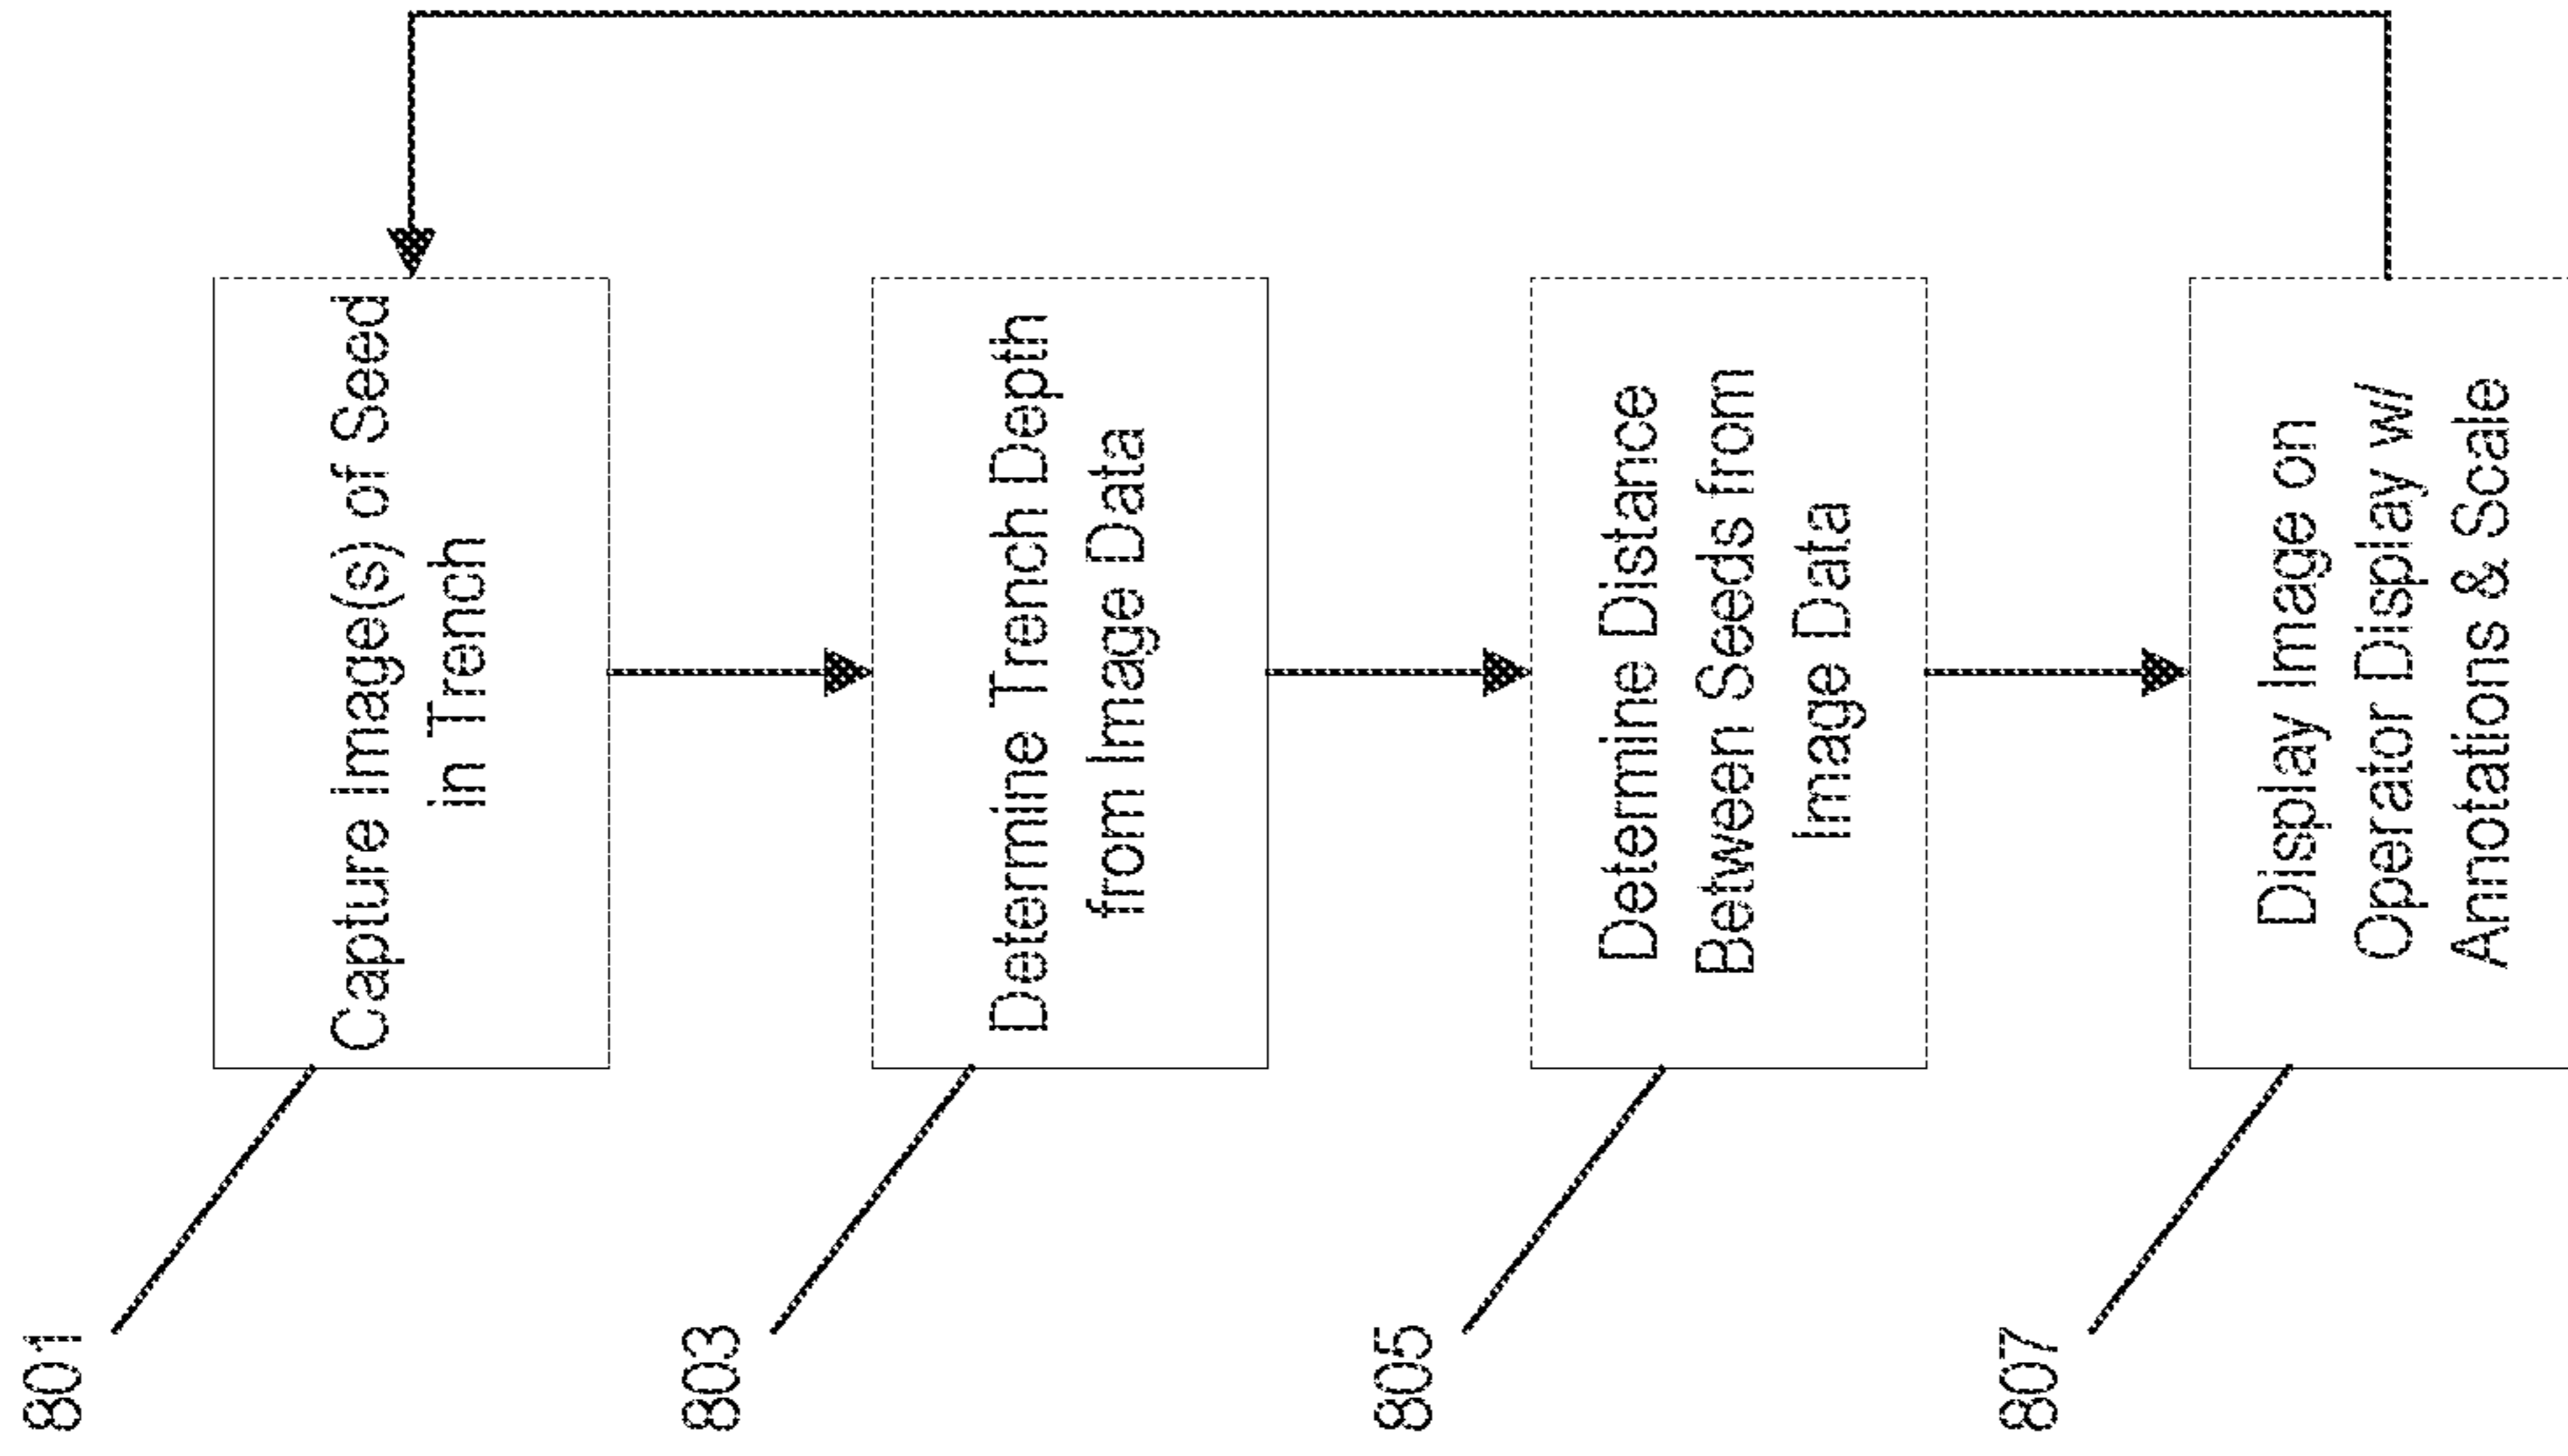 801
Capture Image(s) of Seed
in Trench
803
Determine Trench Depth
from Image Data
805
Determine Distance
Between Seeds from
Image Data
807
Display Image on
Operator Display w/
Annotations & Scale